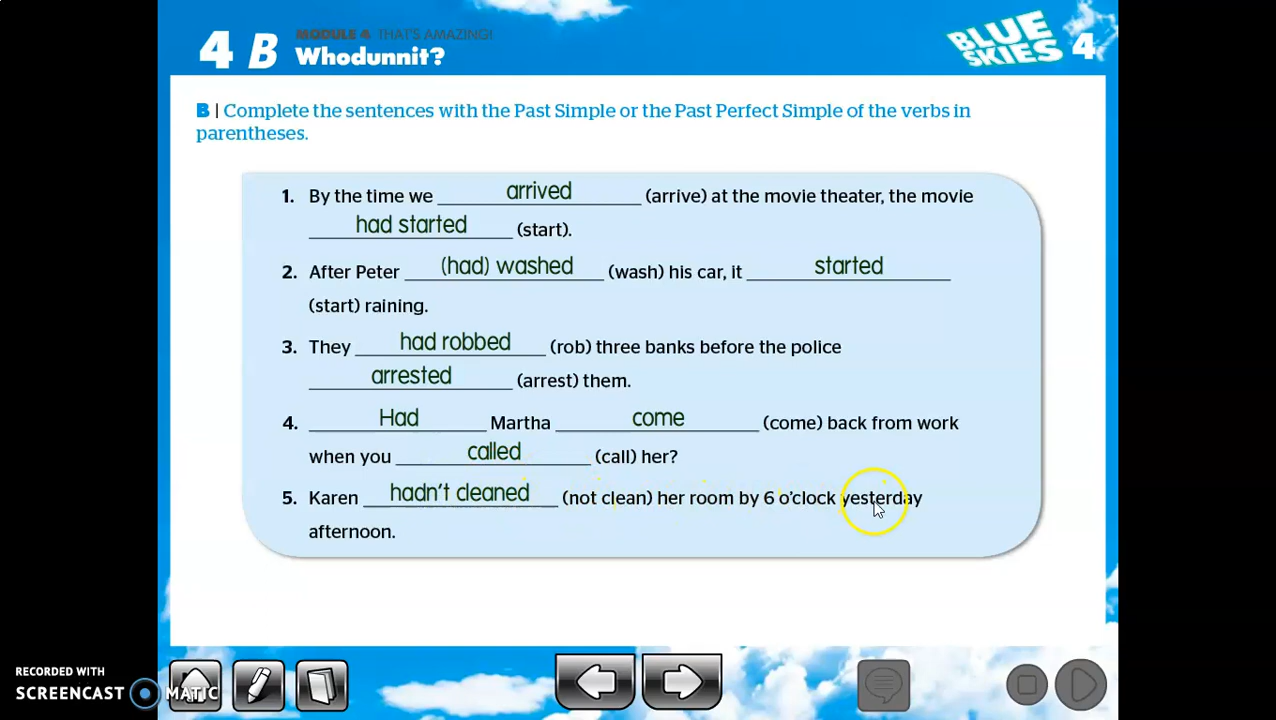 4 B MODULE 4 THAT'S AMAZING!
Whodunnit?
BLUE SKIES 4
B | Complete the sentences with the Past Simple or the Past Perfect Simple of the verbs in
parentheses.
1. By the time we arrived (arrive) at the movie theater, the movie
had started (start).
2. After Peter (had) washed (wash) his car, it started
(start) raining.
3. They had robbed (rob) three banks before the police
arrested (arrest) them.
4. Had Martha come (come) back from work
when you called (call) her?
5. Karen hadn't cleaned (not clean) her room by 6 o'clock yesterday
afternoon.
RECORDED WITH
SCREENCAST MATIC